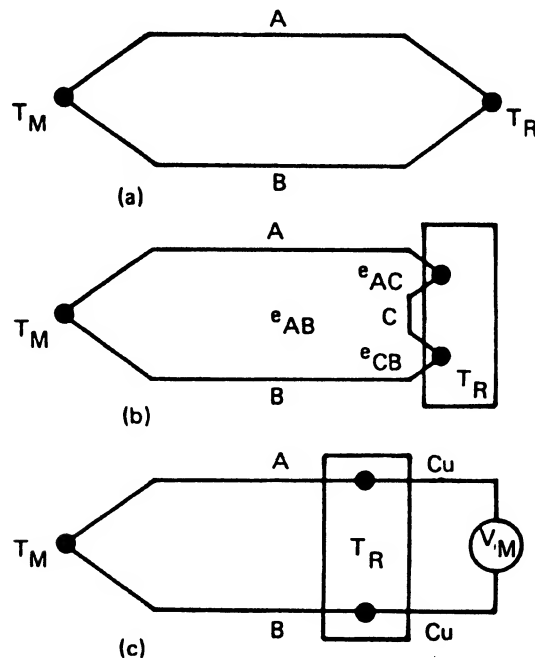 A
T_M
T_R
B
(a)
A
e_AC
T_M
e_AB
C
e_CB
B
T_R
(b)
A
Cu
T_M
T_R
V_M
B
Cu
(c)